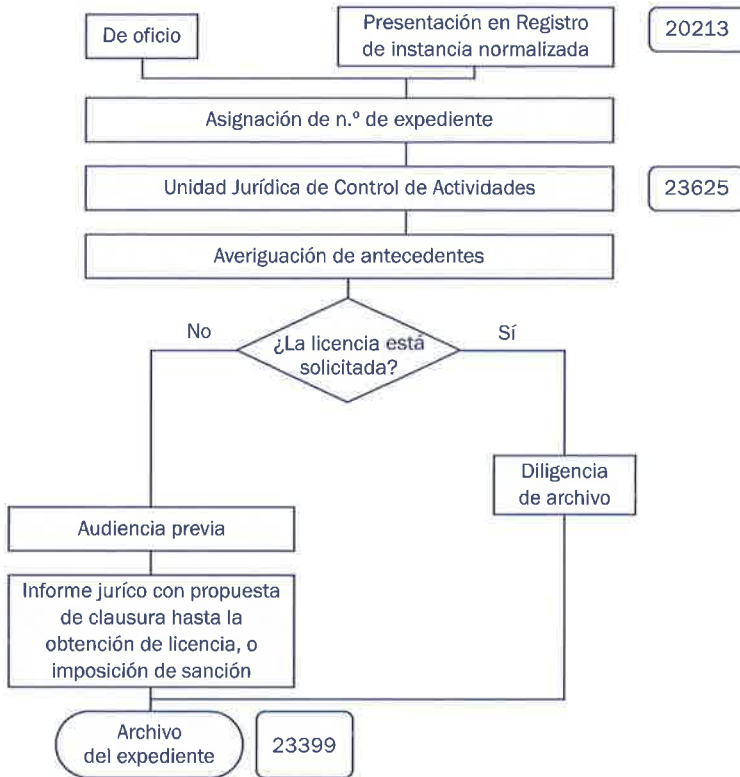 De oficio
Presentación en Registro
de instancia normalizada
20213
Asignación de n.º de expediente
Unidad Jurídica de Control de Actividades
23625
Averiguación de antecedentes
No
¿La licencia está
solicitada?
Sí
Diligencia
de archivo
Audiencia previa
Informe juríco con propuesta
de clausura hasta la
obtención de licencia, o
imposición de sanción
Archivo
del expediente
23399